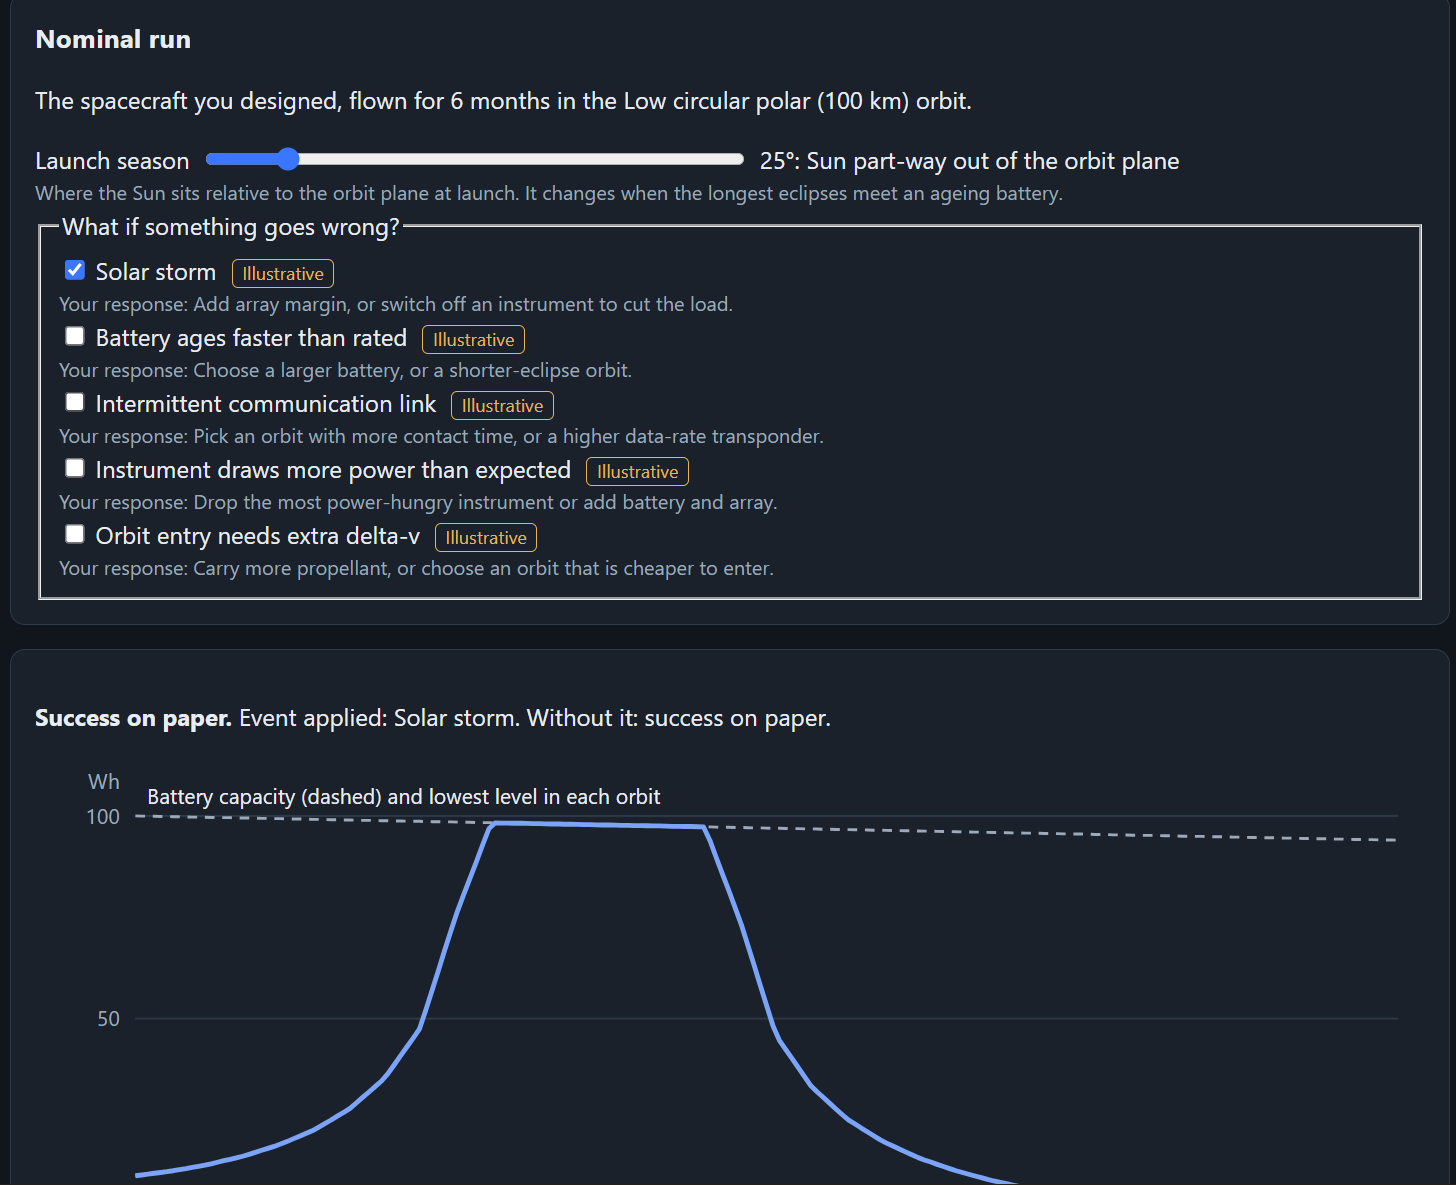 Nominal run
The spacecraft you designed, flown for 6 months in the Low circular polar (100 km) orbit.
Launch season 25°: Sun part-way out of the orbit plane
Where the Sun sits relative to the orbit plane at launch. It changes when the longest eclipses meet an ageing battery.
What if something goes wrong?
Solar storm Illustrative
Your response: Add array margin, or switch off an instrument to cut the load.
Battery ages faster than rated Illustrative
Your response: Choose a larger battery, or a shorter-eclipse orbit.
Intermittent communication link Illustrative
Your response: Pick an orbit with more contact time, or a higher data-rate transponder.
Instrument draws more power than expected Illustrative
Your response: Drop the most power-hungry instrument or add battery and array.
Orbit entry needs extra delta-v Illustrative
Your response: Carry more propellant, or choose an orbit that is cheaper to enter.
Success on paper. Event applied: Solar storm. Without it: success on paper.
Wh
Battery capacity (dashed) and lowest level in each orbit
100
50